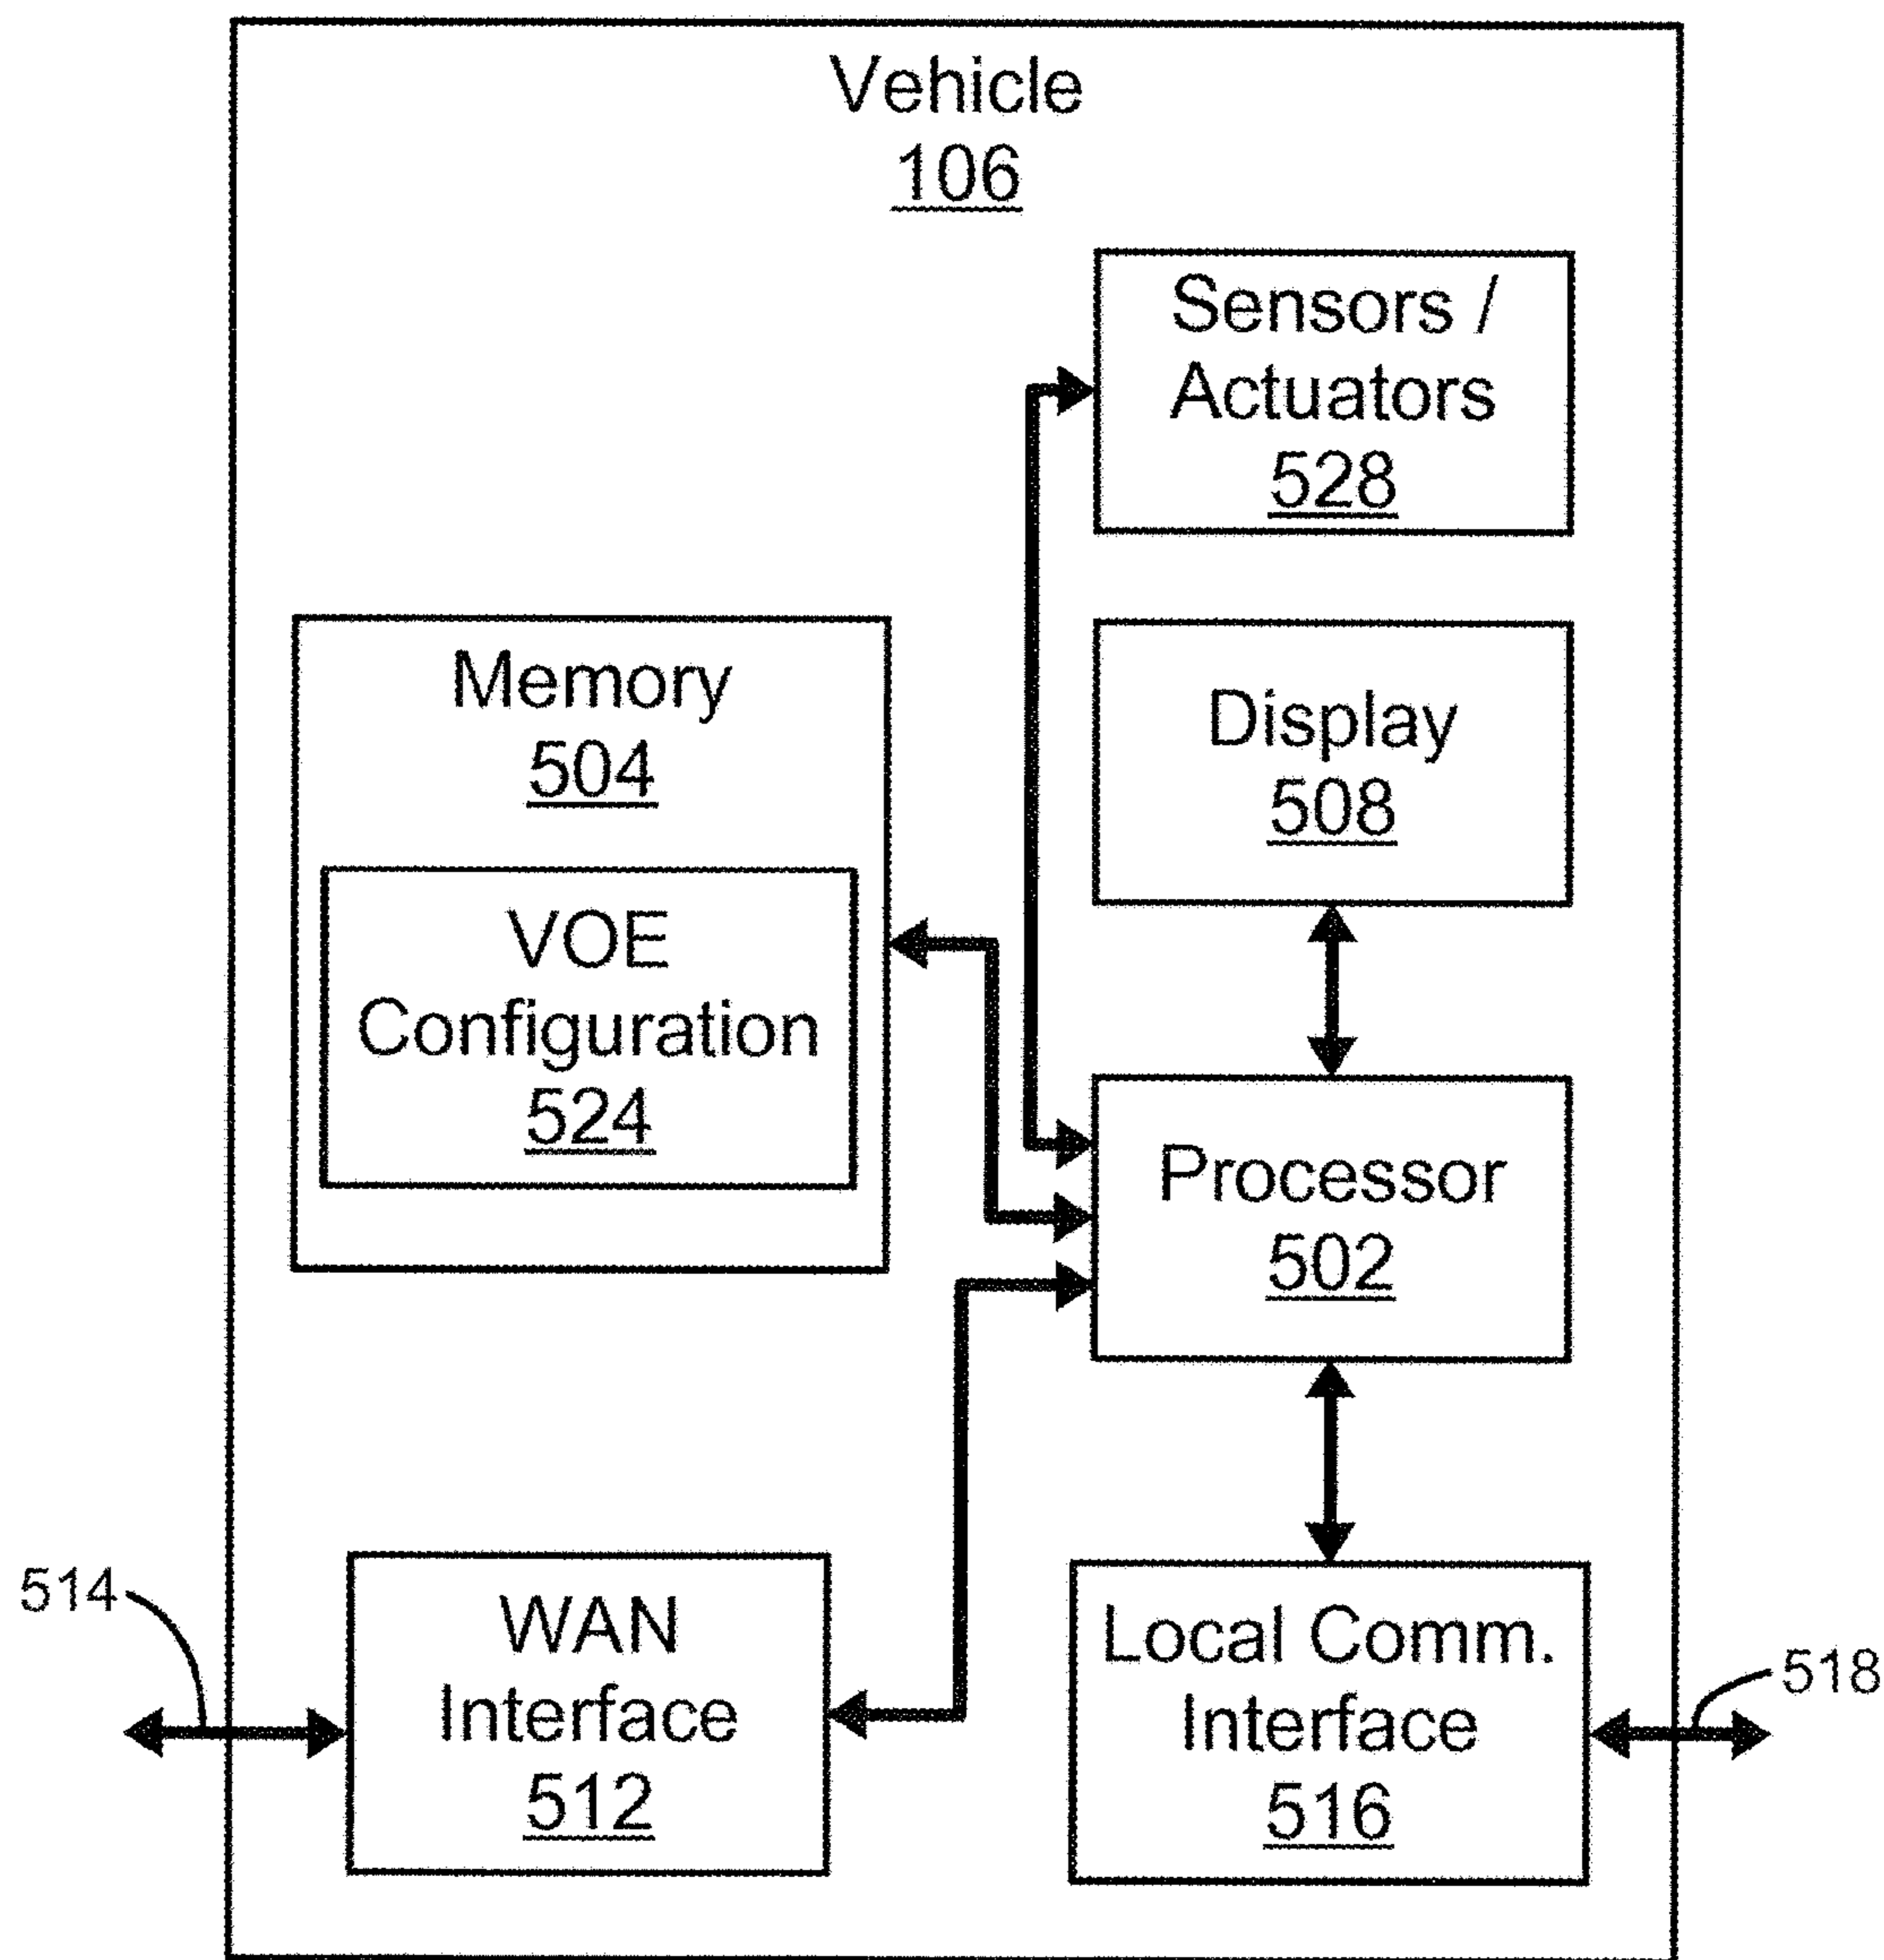 Vehicle
106
Sensors /
Actuators
528
Memory
504
Display
508
VOE
Configuration
524
Processor
502
514
WAN
Interface
512
Local Comm.
Interface
516
518